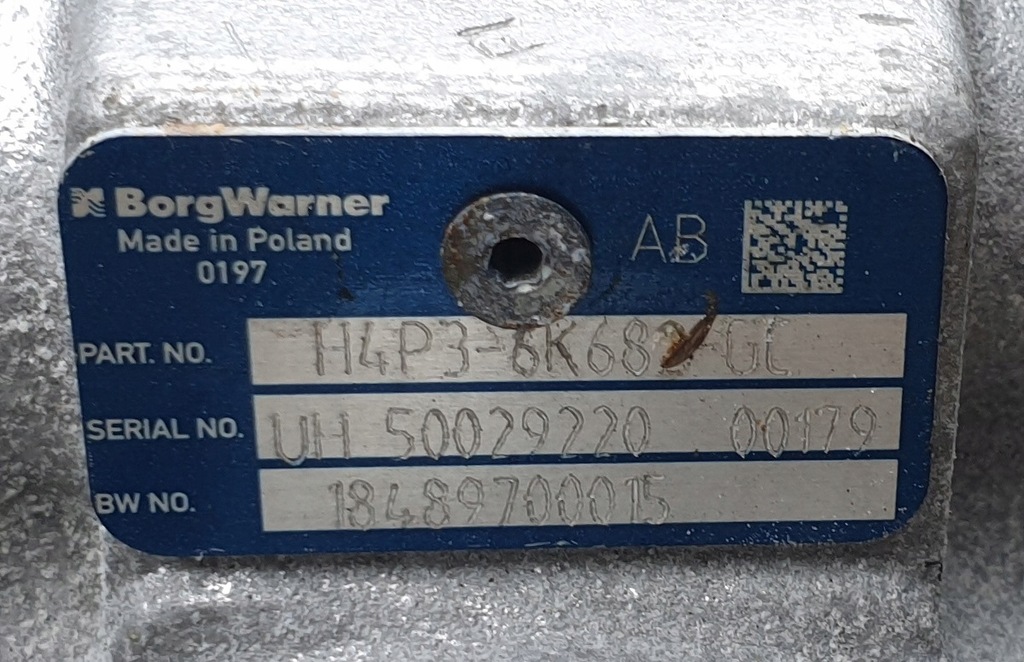 BorgWarner
Made in Poland
0197
AB
PART. NO. H4P3-6K682-GC
SERIAL NO. UH 50029220 00179
BW NO. 18489700015